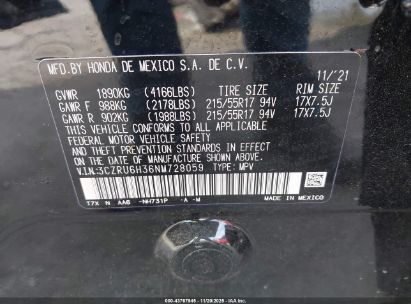 MFD.BY HONDA DE MEXICO S.A. DE C.V.
11/'21
GVWR 1890KG (4166LBS) TIRE SIZE RIM SIZE
GAWR F 988KG (2178LBS) 215/55R17 94V 17X7.5J
GAWR R 902KG (1988LBS) 215/55R17 94V 17X7.5J
THIS VEHICLE CONFORMS TO ALL APPLICABLE
FEDERAL MOTOR VEHICLE SAFETY
AND THEFT PREVENTION STANDARDS IN EFFECT
ON THE DATE OF MANUFACTURE SHOWN ABOVE.
V.I.N:3CZRU6H36NM728059 TYPE: MPV
T7X N AA6 -NH731P -A -M
MADE IN MEXICO